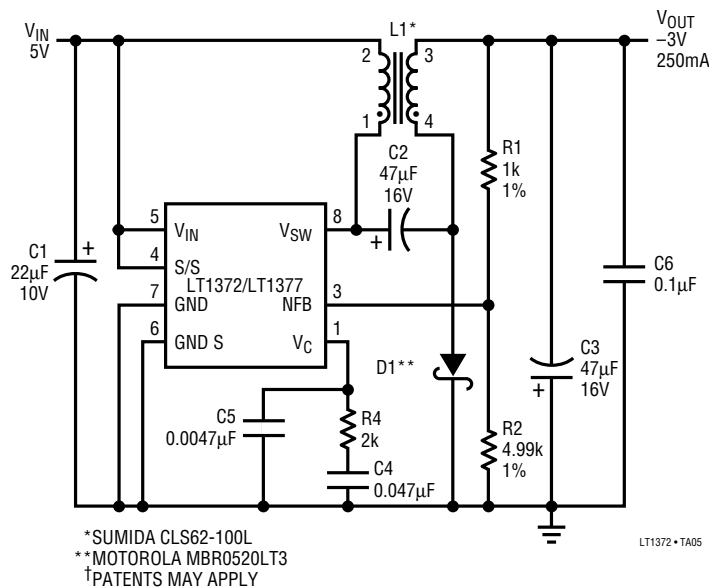 VIN
5V
L1*
VOUT
–3V
250mA
2
3
1
4
C2
47µF
16V
R1
1k
1%
C1
22µF
10V
+
5
VIN
VSW
8
+
4
S/S
LT1372/LT1377
7
GND
NFB
3
6
GND S
VC
1
C6
0.1µF
D1**
C3
47µF
16V
+
C5
0.0047µF
R4
2k
R2
4.99k
1%
C4
0.047µF
*SUMIDA CLS62-100L
**MOTOROLA MBR0520LT3
†PATENTS MAY APPLY
LT1372 • TA05